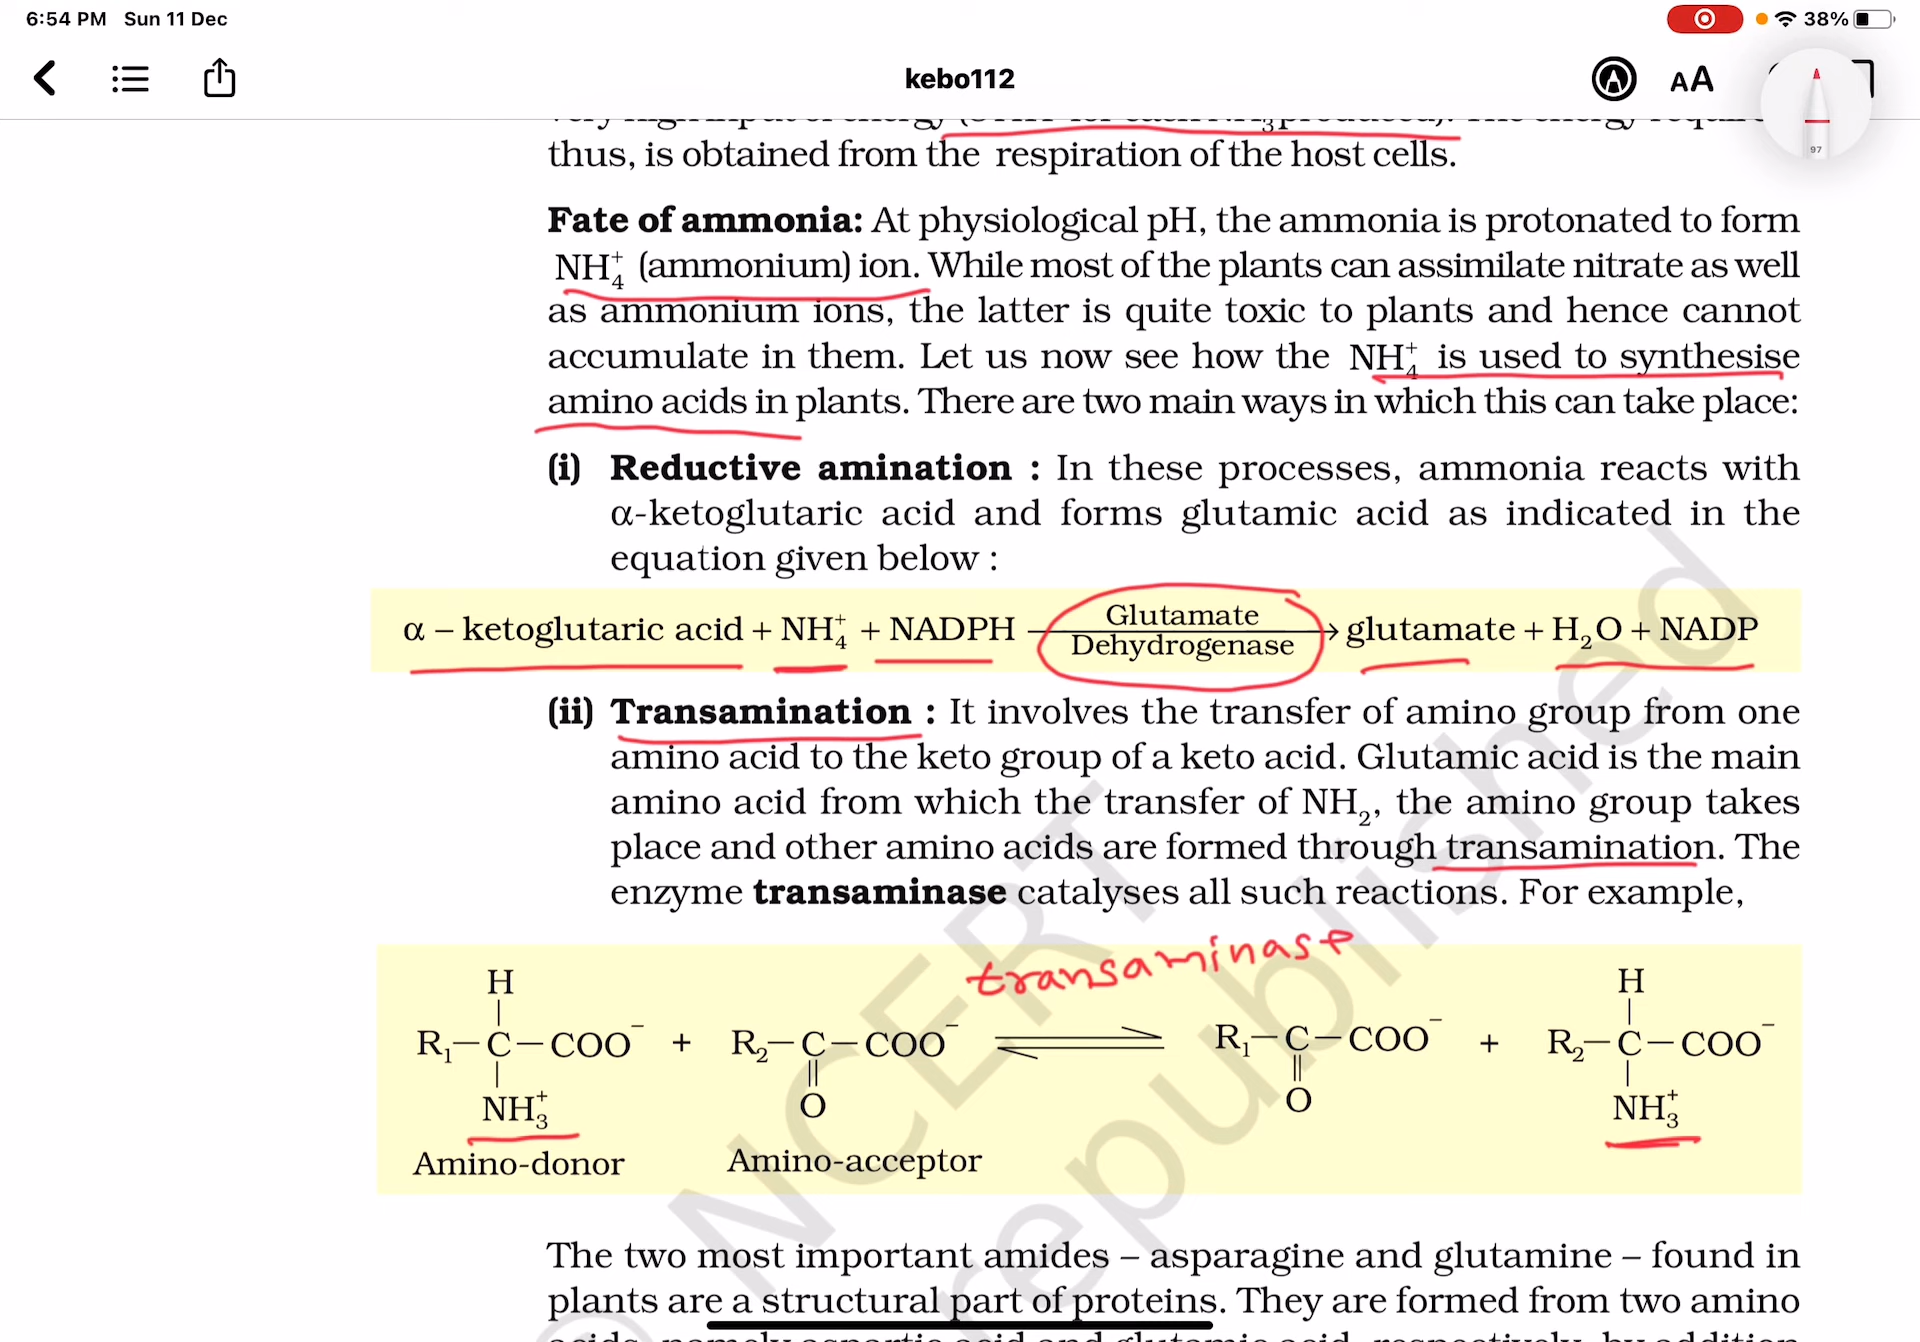 6:54 PM Sun 11 Dec
38%
kebo112
AA
97
thus, is obtained from the respiration of the host cells.
Fate of ammonia: At physiological pH, the ammonia is protonated to form
NH₄⁺ (ammonium) ion. While most of the plants can assimilate nitrate as well
as ammonium ions, the latter is quite toxic to plants and hence cannot
accumulate in them. Let us now see how the NH₄⁺ is used to synthesise
amino acids in plants. There are two main ways in which this can take place:
(i) Reductive amination : In these processes, ammonia reacts with
α-ketoglutaric acid and forms glutamic acid as indicated in the
equation given below :
α – ketoglutaric acid + NH₄⁺ + NADPH Glutamate Dehydrogenase → glutamate + H₂O + NADP
(ii) Transamination : It involves the transfer of amino group from one
amino acid to the keto group of a keto acid. Glutamic acid is the main
amino acid from which the transfer of NH₂, the amino group takes
place and other amino acids are formed through transamination. The
enzyme transaminase catalyses all such reactions. For example,
transaminase
H H
R₁—C—COO⁻ + R₂—C—COO⁻ ⇌ R₁—C—COO⁻ + R₂—C—COO⁻
NH₃⁺ O O NH₃⁺
Amino-donor Amino-acceptor
The two most important amides – asparagine and glutamine – found in
plants are a structural part of proteins. They are formed from two amino
NCERT
republished